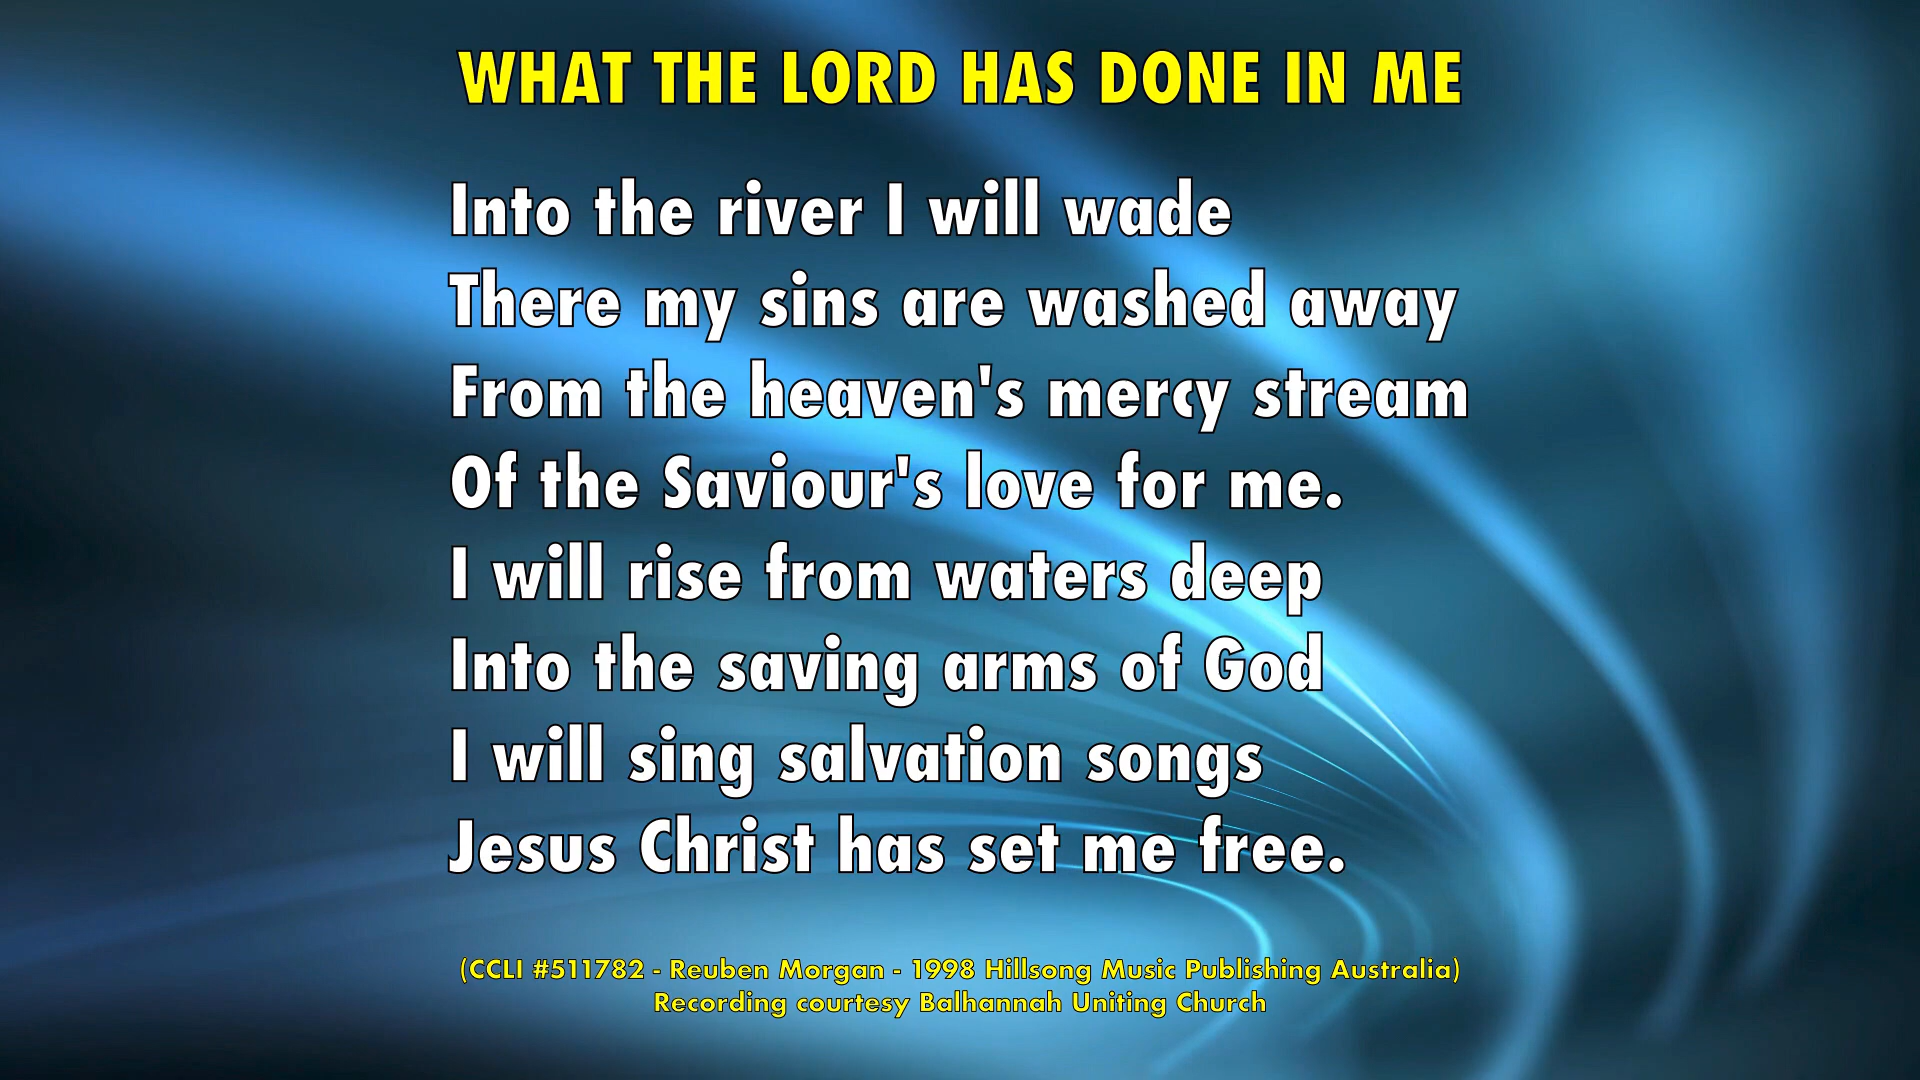 WHAT THE LORD HAS DONE IN ME
Into the river I will wade
There my sins are washed away
From the heaven's mercy stream
Of the Saviour's love for me.
I will rise from waters deep
Into the saving arms of God
I will sing salvation songs
Jesus Christ has set me free.
(CCLI #511782 - Reuben Morgan - 1998 Hillsong Music Publishing Australia)
Recording courtesy Balhannah Uniting Church